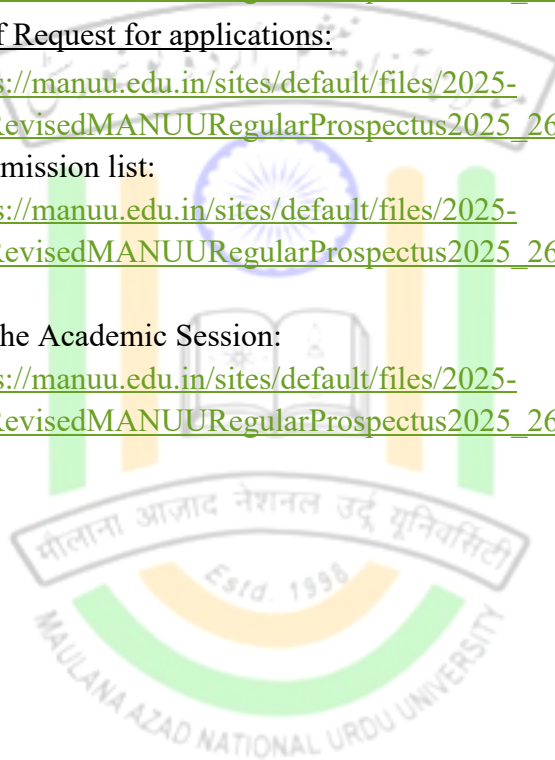 f Request for applications:
s://manuu.edu.in/sites/default/files/2025-
RevisedMANUURegularProspectus2025_26
mission list:
s://manuu.edu.in/sites/default/files/2025-
RevisedMANUURegularProspectus2025_26
he Academic Session:
s://manuu.edu.in/sites/default/files/2025-
RevisedMANUURegularProspectus2025_26
मौलाना आज़ाद नेशनल उर्दू यूनिवर्सिटी
Estd. 1998
MAULANA AZAD NATIONAL URDU UNIVERSITY